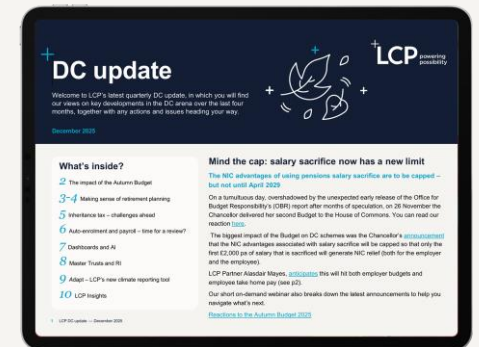 DC update
LCP powering
possibility
Welcome to LCP's latest quarterly DC update, in which you will find
our views on key developments in the DC arena over the last four
months, together with any actions and issues heading your way.
December 2025
What's inside?
2 The impact of the Autumn Budget
3-4 Making sense of retirement planning
5 Inheritance tax – challenges ahead
6 Auto-enrolment and payroll – time for a review?
7 Dashboards and AI
8 Master Trusts and RI
9 Adapt – LCP's new climate reporting tool
10 LCP Insights
1 LCP DC update — December 2025
Mind the cap: salary sacrifice now has a new limit
The NIC advantages of using pensions salary sacrifice are to be capped –
but not until April 2029
On a tumultuous day, overshadowed by the unexpected early release of the Office for
Budget Responsibility's (OBR) report after months of speculation, on 26 November the
Chancellor delivered her second Budget to the House of Commons. You can read our
reaction here.
The biggest impact of the Budget on DC schemes was the Chancellor's announcement
that the NIC advantages associated with salary sacrifice will be capped so that only the
first £2,000 pa of salary that is sacrificed will generate NIC relief (both for the employer
and the employee).
LCP Partner Alasdair Mayes, anticipates this will hit both employer budgets and
employee take home pay (see p2).
Our short on-demand webinar also breaks down the latest announcements to help you
navigate what's next.
Reactions to the Autumn Budget 2025